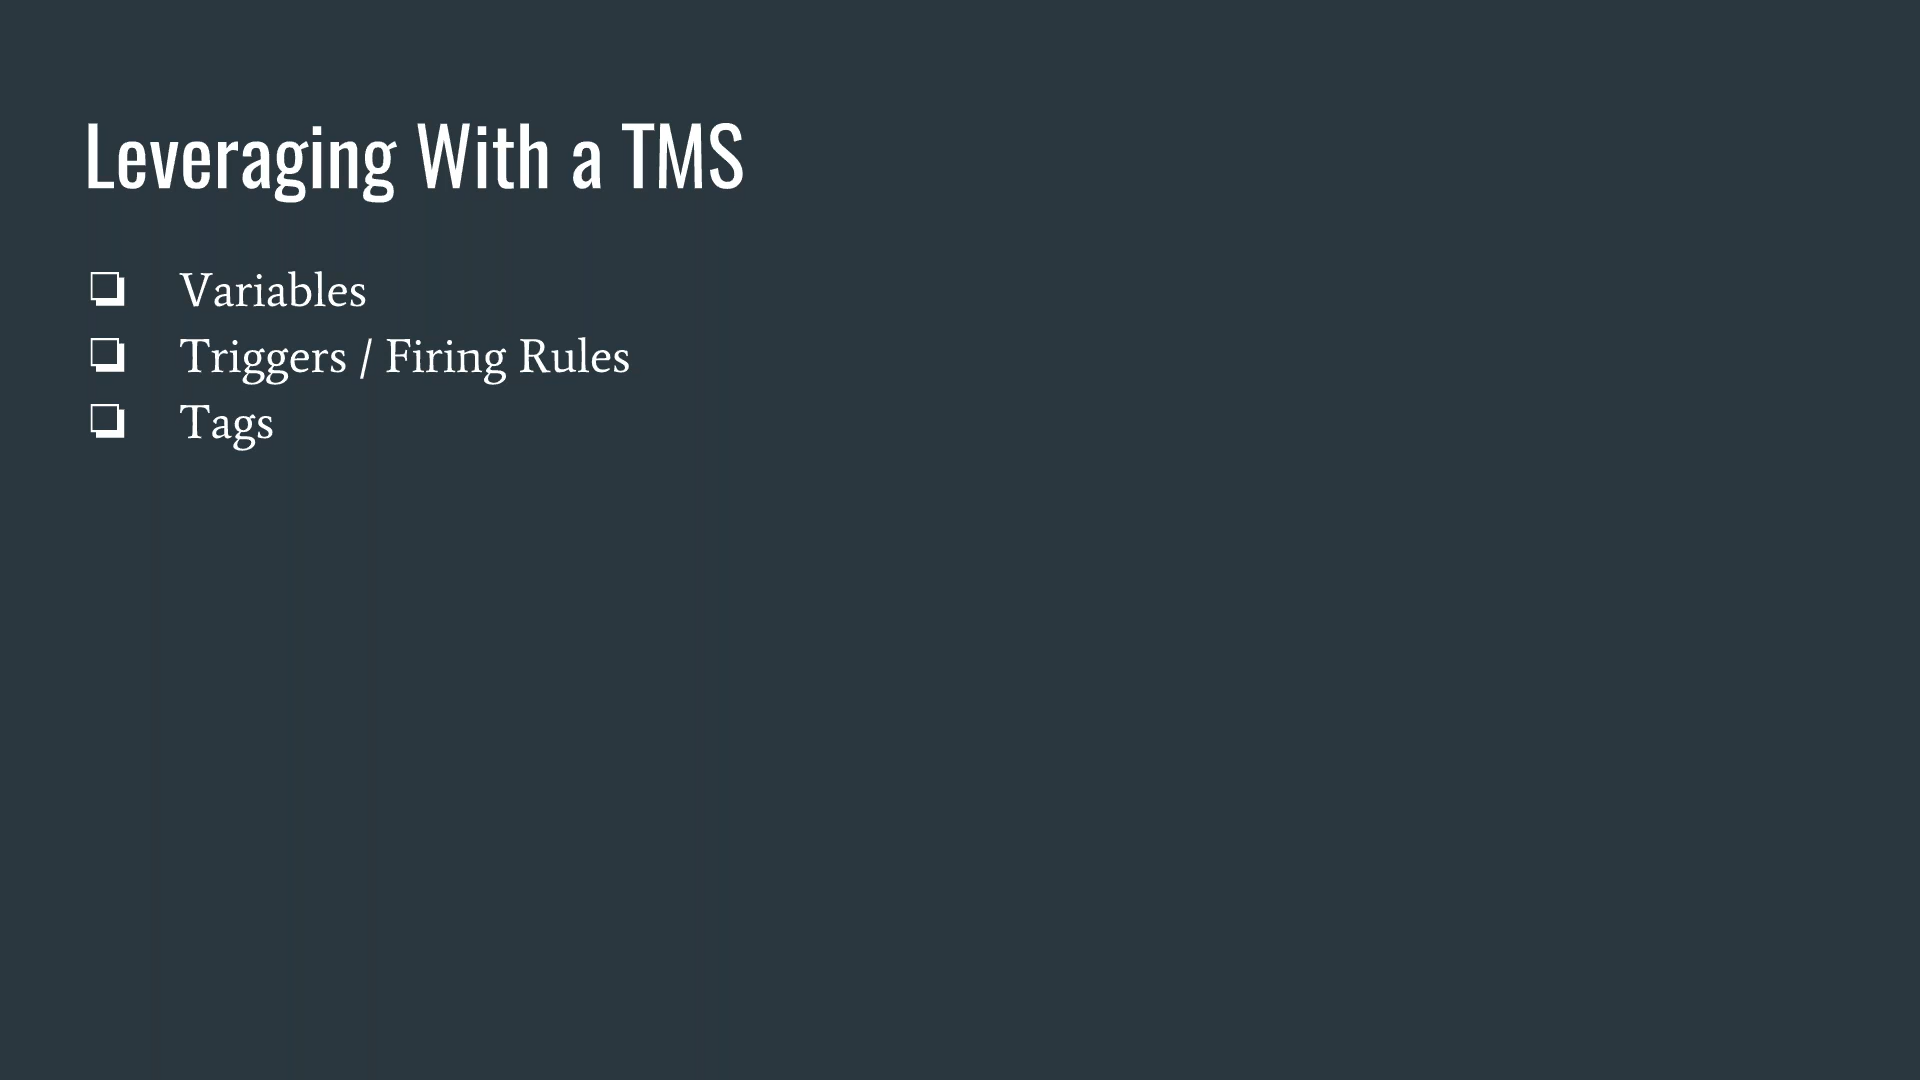 Leveraging With a TMS
❏ Variables
❏ Triggers / Firing Rules
❏ Tags